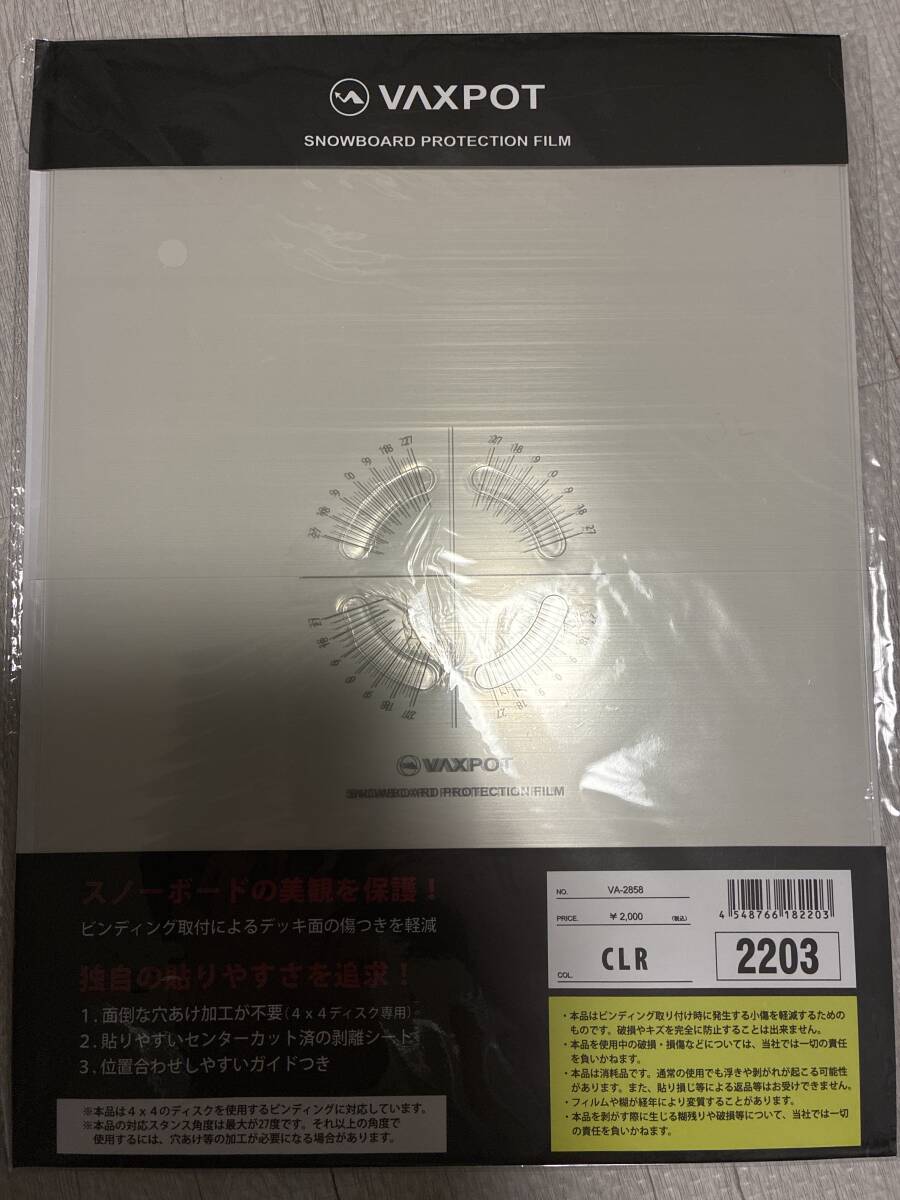 VAXPOT
SNOWBOARD PROTECTION FILM
VAXPOT
SNOWBOARD PROTECTION FILM
スノーボードの美観を保護！
ビンディング取付によるデッキ面の傷つきを軽減
独自の貼りやすさを追求！
1. 面倒な穴あけ加工が不要（4 x 4ディスク専用）
2. 貼りやすいセンターカット済の剥離シート
3. 位置合わせしやすいガイドつき
※本品は4 x 4のディスクを使用するビンディングに対応しています。
※本品の対応スタンス角度は最大が27度です。それ以上の角度で
使用するには、穴あけ等の加工が必要になる場合があります。
NO. VA-2858
PRICE. ￥2,000 (税込)
COL. CLR
4 548766 182203
2203
・本品はビンディング取り付け時に発生する小傷を軽減するための
ものです。破損やキズを完全に防止することは出来ません。
・本品を使用中の破損・損傷などについては、当社では一切の責任
を負いかねます。
・本品は消耗品です。通常の使用でも浮きや剥がれが起こる可能性
があります。また、貼り損じ等による返品等はお受けできません。
・フィルムや糊が経年により変質することがあります。
・本品を剥がす際に生じる糊残りや破損等について、当社では一切
の責任を負いかねます。